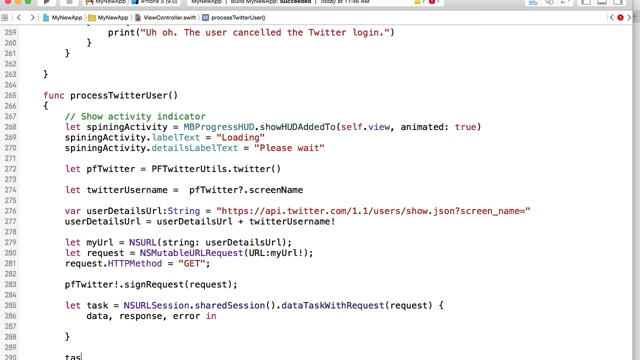 MyNewApp
iPhone 5 (9.0)
MyNewApp
Build MyNewApp: Succeeded
Today at 11:46 AM
MyNewApp
MyNewApp
ViewController.swift
processTwitterUser()
259 print("Uh oh. The user cancelled the Twitter login.")
260 }
261 }
262
263 }
264
265 func processTwitterUser()
266 {
267 // Show activity indicator
268 let spiningActivity = MBProgressHUD.showHUDAddedTo(self.view, animated: true)
269 spiningActivity.labelText = "Loading"
270 spiningActivity.detailsLabelText = "Please wait"
271
272 let pfTwitter = PFTwitterUtils.twitter()
273
274 let twitterUsername = pfTwitter?.screenName
275
276 var userDetailsUrl:String = "https://api.twitter.com/1.1/users/show.json?screen_name="
277 userDetailsUrl = userDetailsUrl + twitterUsername!
278
279 let myUrl = NSURL(string: userDetailsUrl);
280 let request = NSMutableURLRequest(URL:myUrl!);
281 request.HTTPMethod = "GET";
282
283 pfTwitter!.signRequest(request);
284
285 let task = NSURLSession.sharedSession().dataTaskWithRequest(request) {
286 data, response, error in
287
288 }
289
290 tas